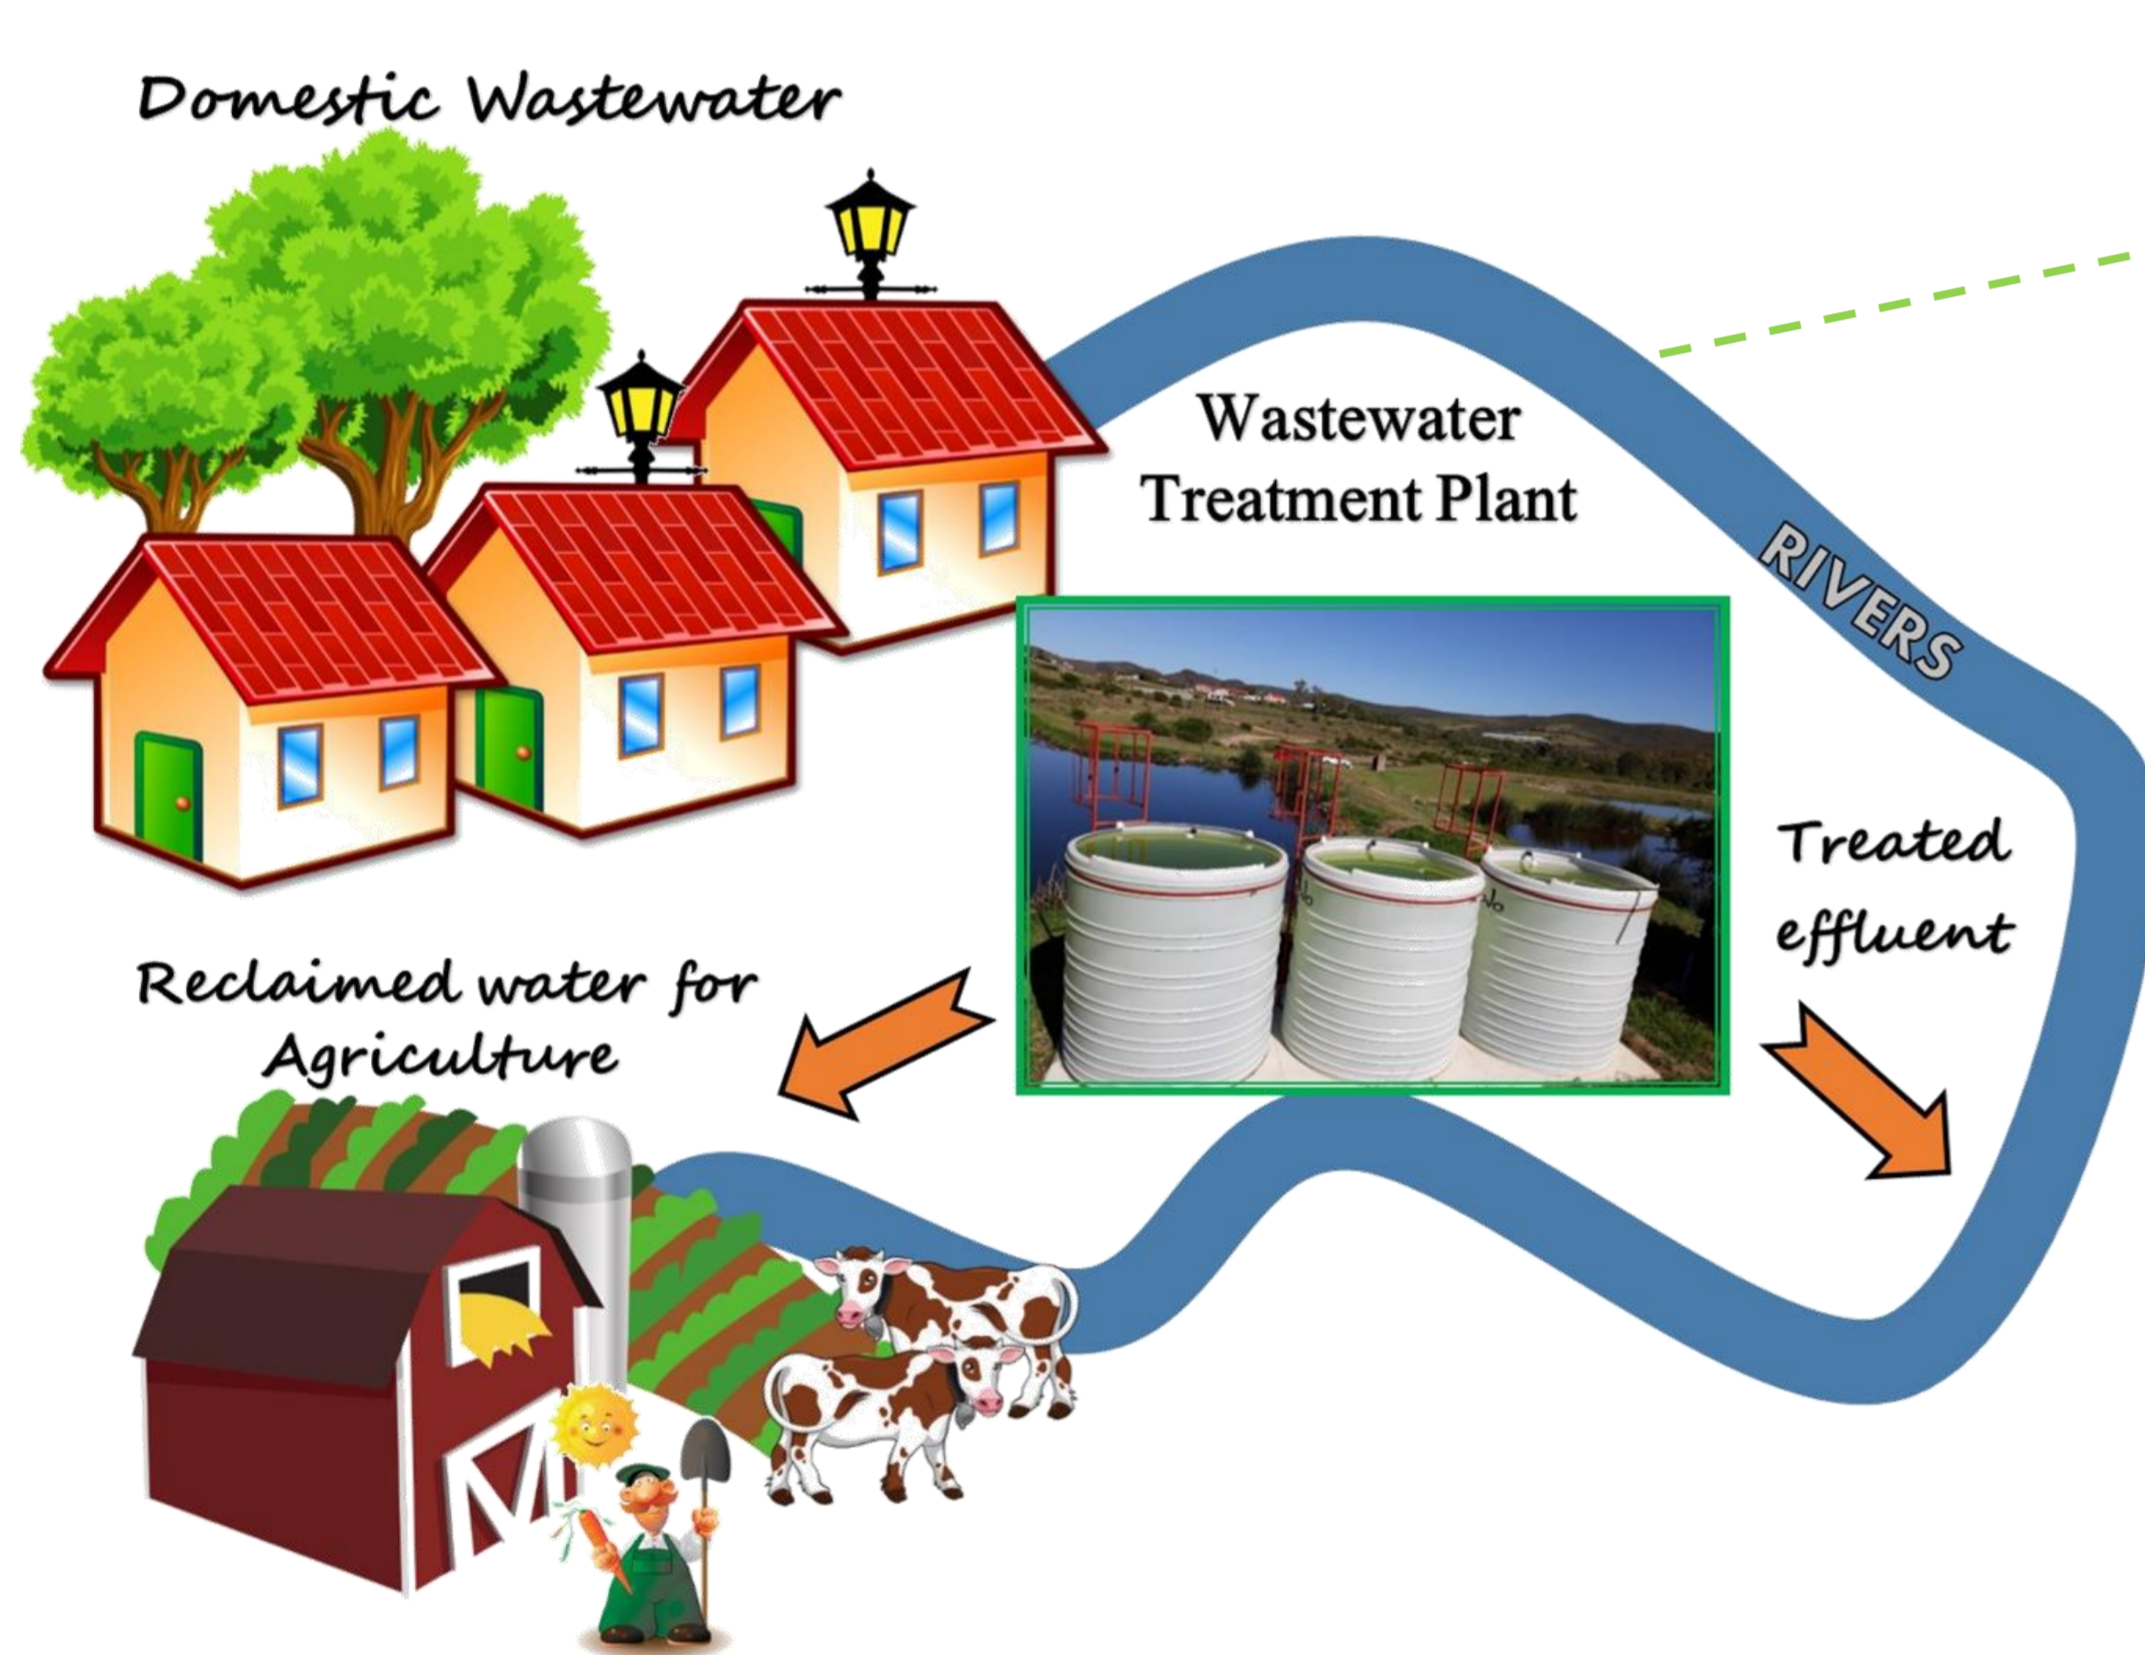 Domestic Wastewater
Wastewater
Treatment Plant
RIVERS
Treated
effluent
Reclaimed water for
Agriculture